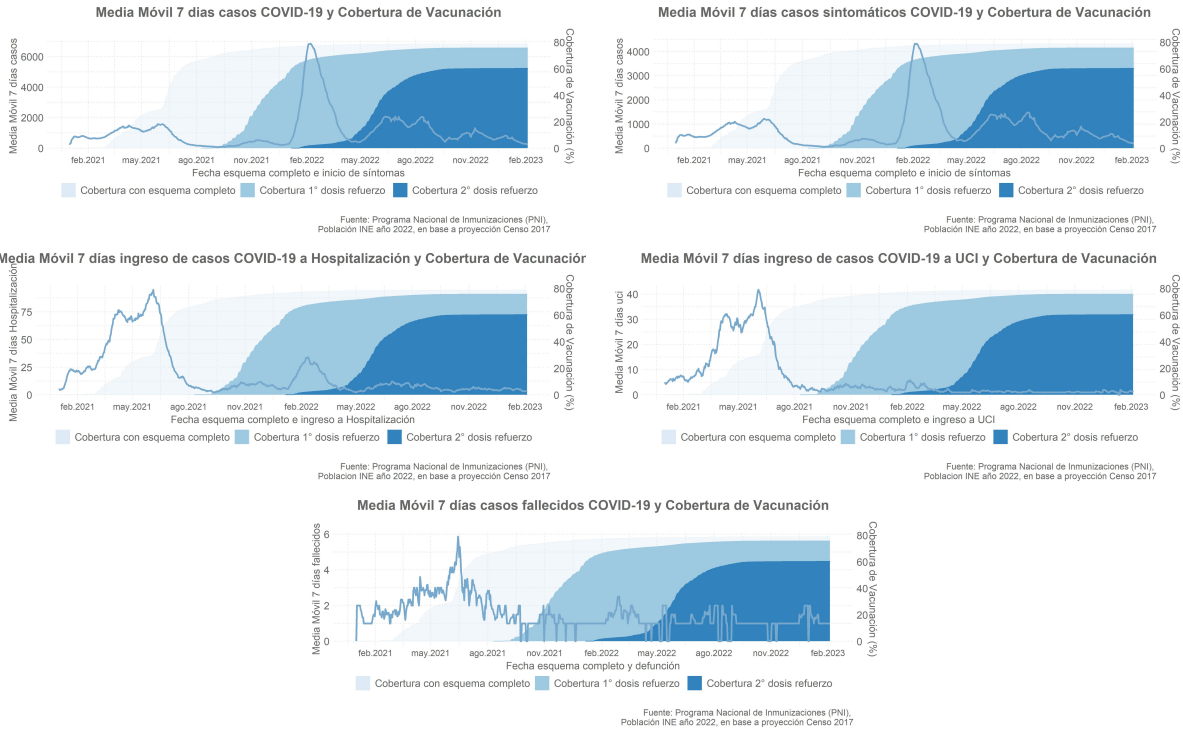 Media Móvil 7 dias casos COVID-19 y Cobertura de Vacunación
Media Móvil 7 días casos
6000
4000
2000
0
Cobertura de Vacunación (%)
80
60
40
20
0
feb.2021 may.2021 ago.2021 nov.2021 feb.2022 may.2022 ago.2022 nov.2022 feb.2023
Fecha esquema completo e inicio de síntomas
Cobertura con esquema completo Cobertura 1° dosis refuerzo Cobertura 2° dosis refuerzo
Fuente: Programa Nacional de Inmunizaciones (PNI),
Población INE año 2022, en base a proyección Censo 2017
Media Móvil 7 días casos sintomáticos COVID-19 y Cobertura de Vacunación
Media Móvil 7 días casos
4000
3000
2000
1000
0
Cobertura de Vacunación (%)
80
60
40
20
0
feb.2021 may.2021 ago.2021 nov.2021 feb.2022 may.2022 ago.2022 nov.2022 feb.2023
Fecha esquema completo e inicio de síntomas
Cobertura con esquema completo Cobertura 1° dosis refuerzo Cobertura 2° dosis refuerzo
Fuente: Programa Nacional de Inmunizaciones (PNI),
Población INE año 2022, en base a proyección Censo 2017
Media Móvil 7 días ingreso de casos COVID-19 a Hospitalización y Cobertura de Vacunación
Media Móvil 7 días Hospitalización
75
50
25
0
Cobertura de Vacunación (%)
80
60
40
20
0
feb.2021 may.2021 ago.2021 nov.2021 feb.2022 may.2022 ago.2022 nov.2022 feb.2023
Fecha esquema completo e ingreso a Hospitalización
Cobertura con esquema completo Cobertura 1° dosis refuerzo Cobertura 2° dosis refuerzo
Fuente: Programa Nacional de Inmunizaciones (PNI),
Poblacion INE año 2022, en base a proyección Censo 2017
Media Móvil 7 días ingreso de casos COVID-19 a UCI y Cobertura de Vacunación
Media Móvil 7 días uci
40
30
20
10
0
Cobertura de Vacunación (%)
80
60
40
20
0
feb.2021 may.2021 ago.2021 nov.2021 feb.2022 may.2022 ago.2022 nov.2022 feb.2023
Fecha esquema completo e ingreso a UCI
Cobertura con esquema completo Cobertura 1° dosis refuerzo Cobertura 2° dosis refuerzo
Fuente: Programa Nacional de Inmunizaciones (PNI),
Poblacion INE año 2022, en base a proyección Censo 2017
Media Móvil 7 días casos fallecidos COVID-19 y Cobertura de Vacunación
Media Móvil 7 días fallecidos
6
4
2
0
Cobertura de Vacunación (%)
80
60
40
20
0
feb.2021 may.2021 ago.2021 nov.2021 feb.2022 may.2022 ago.2022 nov.2022 feb.2023
Fecha esquema completo y defunción
Cobertura con esquema completo Cobertura 1° dosis refuerzo Cobertura 2° dosis refuerzo
Fuente: Programa Nacional de Inmunizaciones (PNI),
Población INE año 2022, en base a proyección Censo 2017